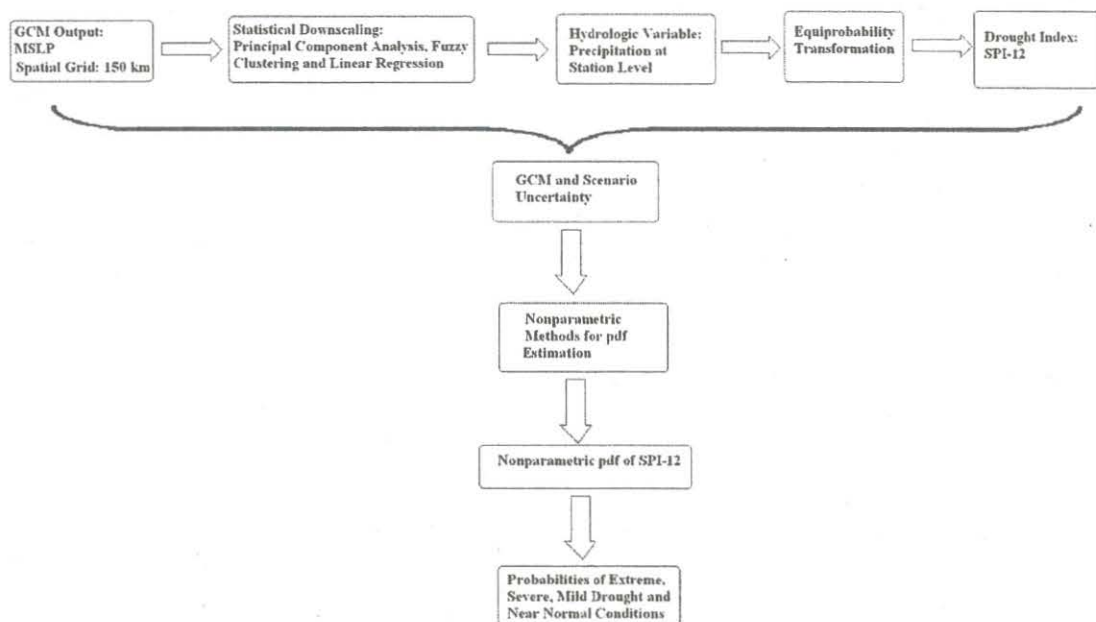 GCM Output:
MSLP
Spatial Grid: 150 km
Statistical Downscaling:
Principal Component Analysis, Fuzzy
Clustering and Linear Regression
Hydrologic Variable:
Precipitation at
Station Level
Equiprobability
Transformation
Drought Index:
SPI-12
GCM and Scenario
Uncertainty
Nonparametric
Methods for pdf
Estimation
Nonparametric pdf of SPI-12
Probabilities of Extreme,
Severe, Mild Drought and
Near Normal Conditions